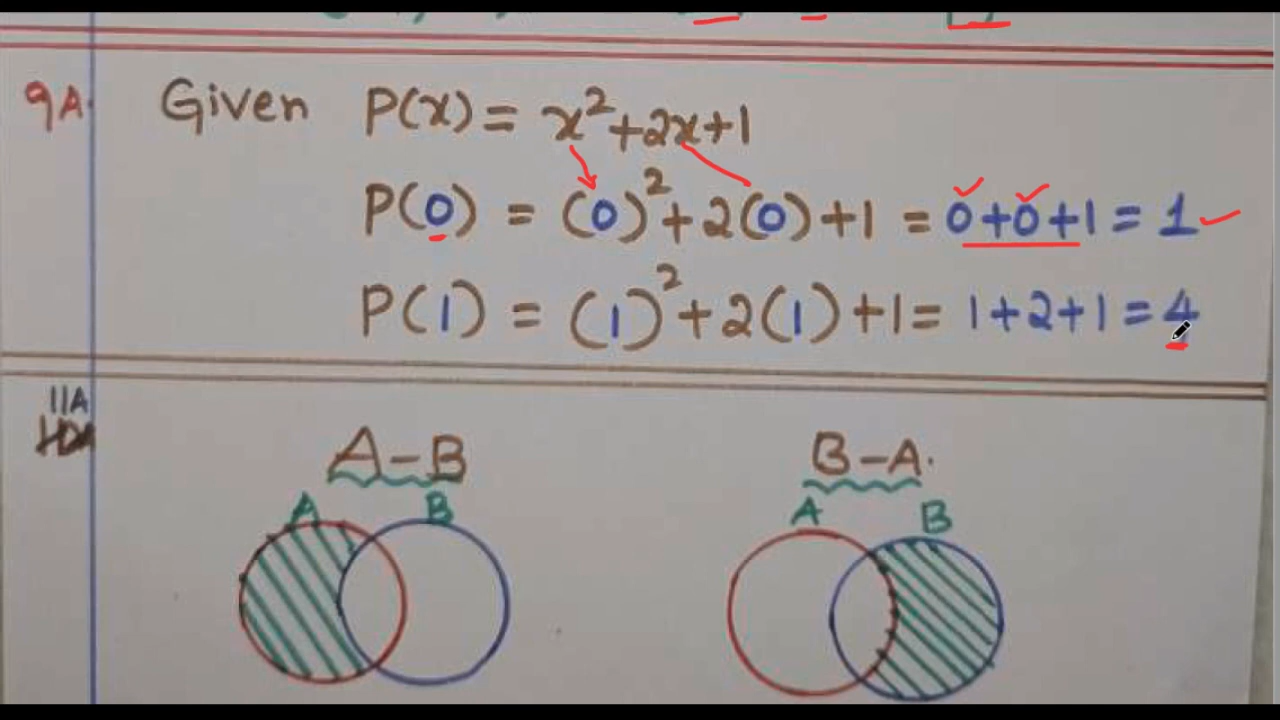 9A. Given P(x) = x² + 2x + 1
P(0) = (0)² + 2(0) + 1 = 0 + 0 + 1 = 1
P(1) = (1)² + 2(1) + 1 = 1 + 2 + 1 = 4
11A
A - B
B - A.
A B
A B